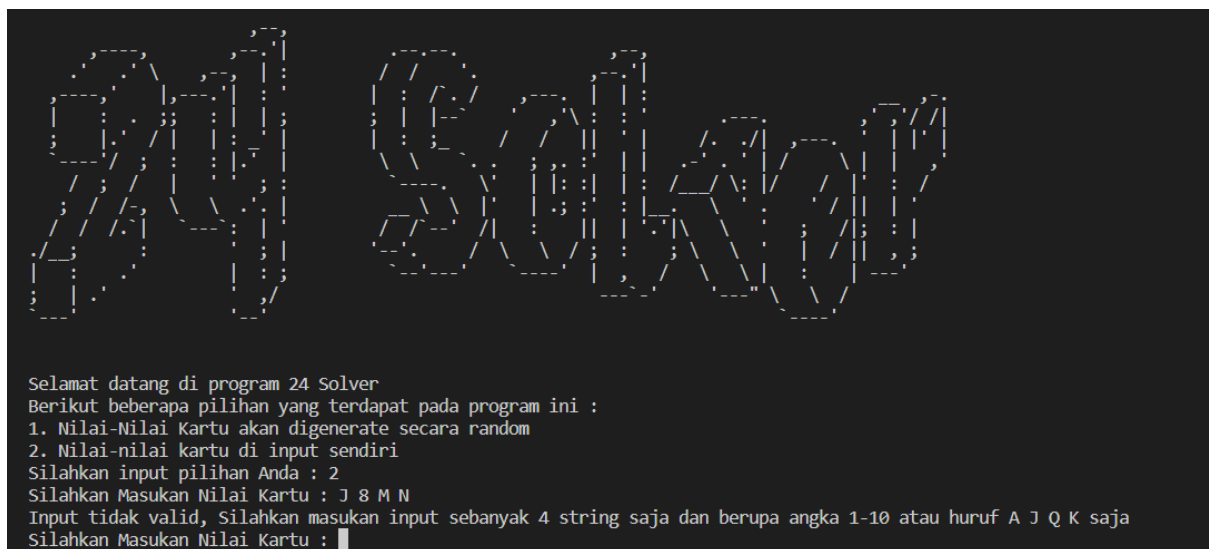 24 Solver
Selamat datang di program 24 Solver
Berikut beberapa pilihan yang terdapat pada program ini :
1. Nilai-Nilai Kartu akan digenerate secara random
2. Nilai-nilai kartu di input sendiri
Silahkan input pilihan Anda : 2
Silahkan Masukan Nilai Kartu : J 8 M N
Input tidak valid, Silahkan masukan input sebanyak 4 string saja dan berupa angka 1-10 atau huruf A J Q K saja
Silahkan Masukan Nilai Kartu :